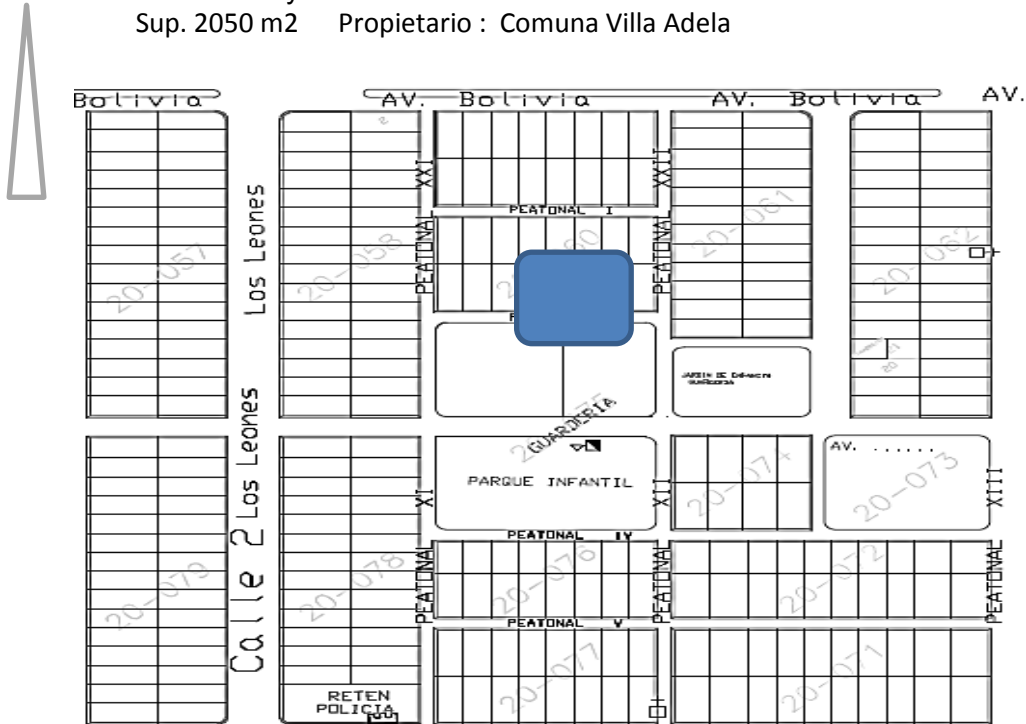 Sup. 2050 m2 Propietario : Comuna Villa Adela
Bolivia
AV. Bolivia
AV. Bolivia
AV.
XXI
XXII
PEATONAL I
PEATONAL
PEATONAL
Los Leones
20-057
20-058
20-061
20-062
GUARDERIA
PARQUE INFANTIL
AV. ......
Calle 2 Los Leones
XI
XII
XIII
20-074
20-073
PEATONAL IV
PEATONAL
PEATONAL
PEATONAL
20-079
20-078
20-076
20-072
PEATONAL V
20-077
20-071
RETEN
POLICIA